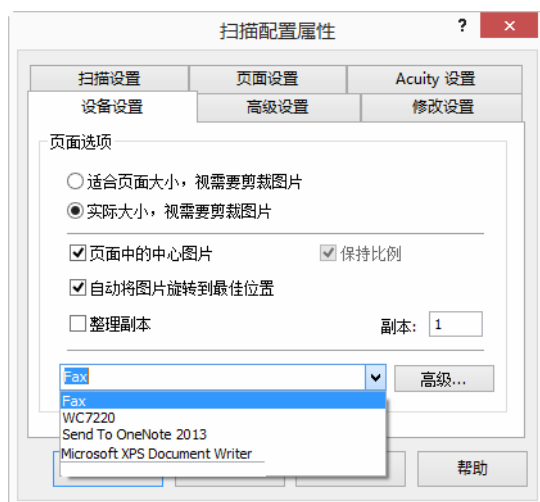 扫描配置属性 ? ×
扫描设置 页面设置 Acuity 设置
设备设置 高级设置 修改设置
页面选项
适合页面大小，视需要剪裁图片
实际大小，视需要剪裁图片
页面中的中心图片 保持比例
自动将图片旋转到最佳位置
整理副本 副本: 1
Fax 高级...
Fax
WC7220
Send To OneNote 2013
Microsoft XPS Document Writer
帮助